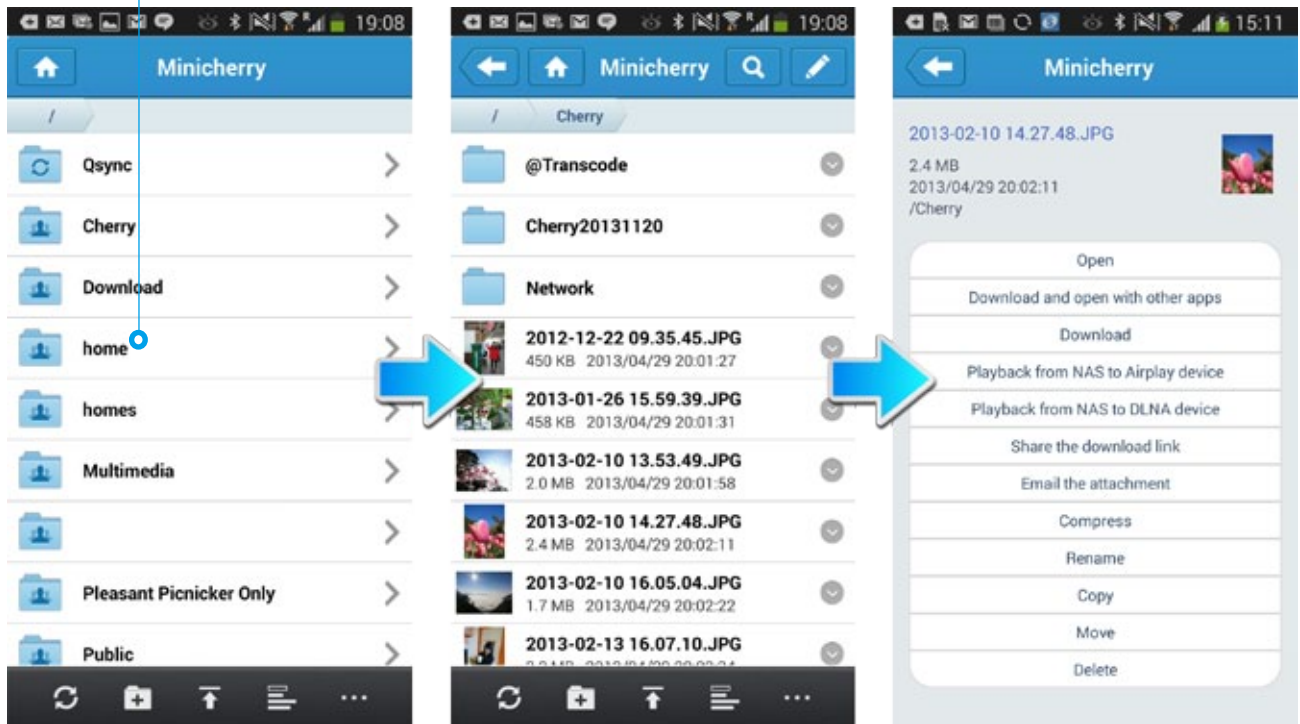 19:08
Minicherry
/
Qsync
Cherry
Download
home
homes
Multimedia
Pleasant Picnicker Only
Public
19:08
Minicherry
/ Cherry
@Transcode
Cherry20131120
Network
2012-12-22 09.35.45.JPG
450 KB 2013/04/29 20:01:27
2013-01-26 15.59.39.JPG
458 KB 2013/04/29 20:01:31
2013-02-10 13.53.49.JPG
2.0 MB 2013/04/29 20:01:58
2013-02-10 14.27.48.JPG
2.4 MB 2013/04/29 20:02:11
2013-02-10 16.05.04.JPG
1.7 MB 2013/04/29 20:02:22
2013-02-13 16.07.10.JPG
15:11
Minicherry
2013-02-10 14.27.48.JPG
2.4 MB
2013/04/29 20:02:11
/Cherry
Open
Download and open with other apps
Download
Playback from NAS to Airplay device
Playback from NAS to DLNA device
Share the download link
Email the attachment
Compress
Rename
Copy
Move
Delete